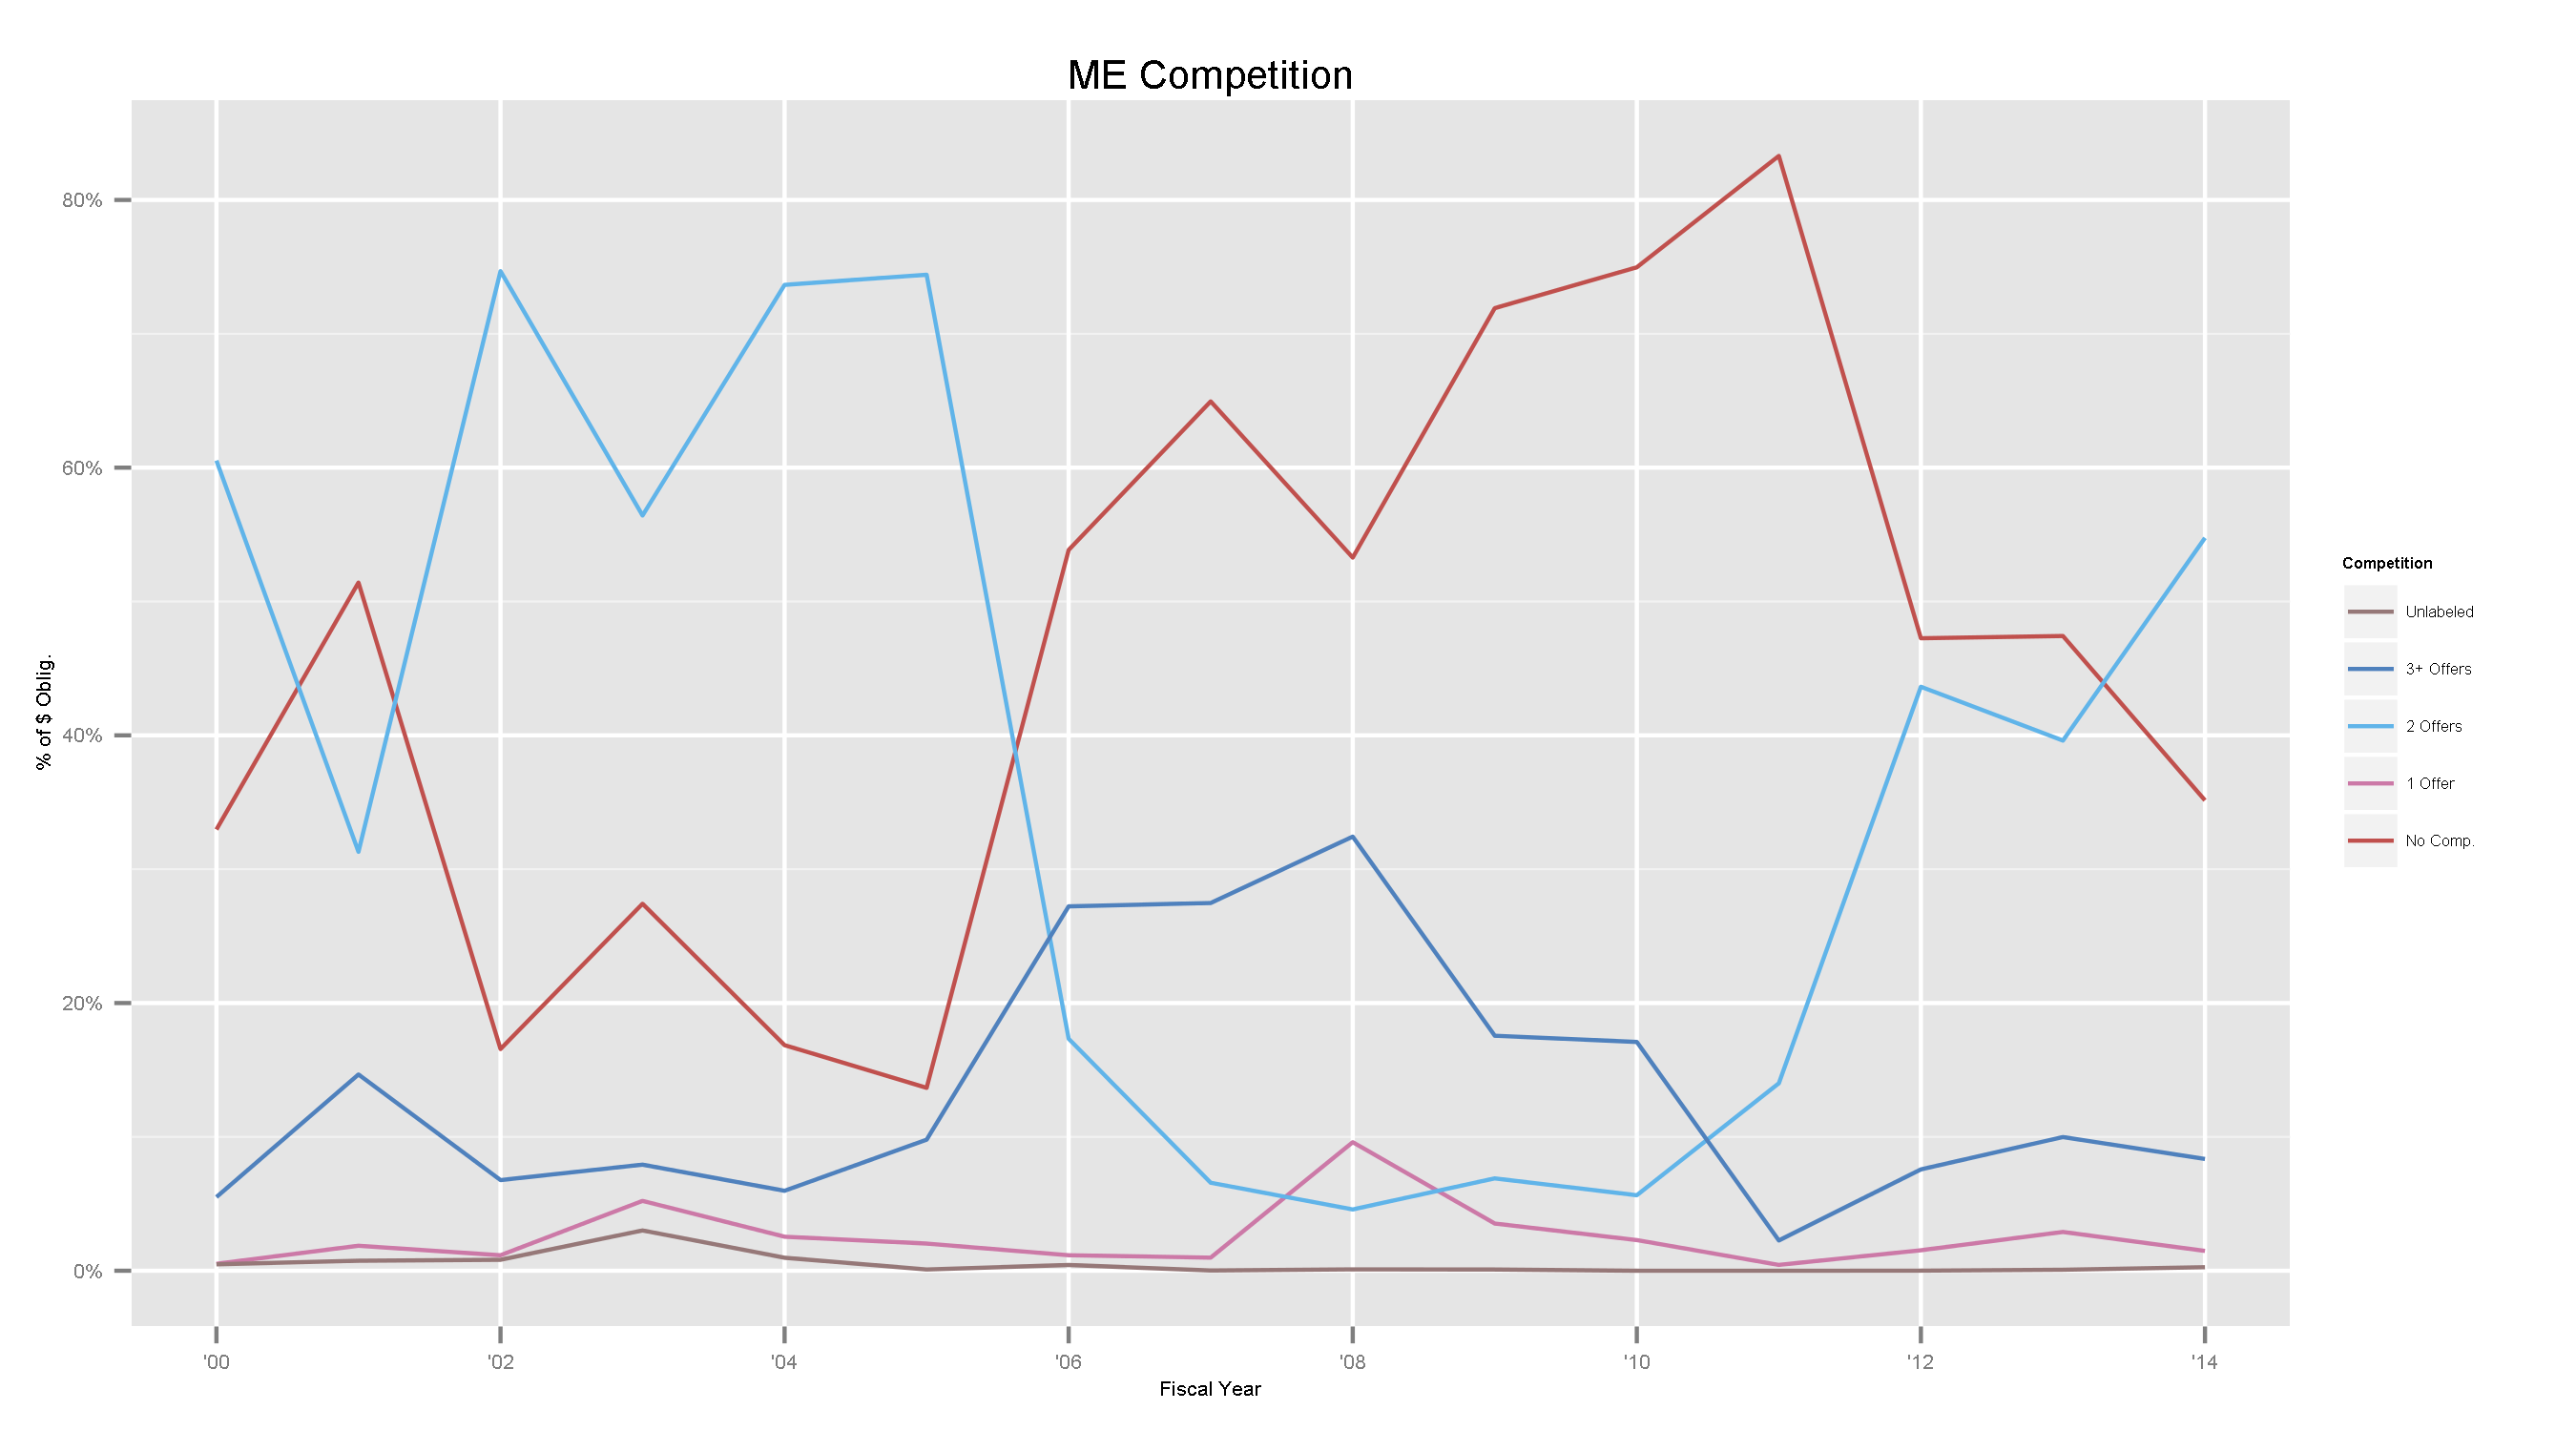 ME Competition
80%
60%
40%
20%
0%
% of $ Oblig.
'00 '02 '04 '06 '08 '10 '12 '14
Fiscal Year
Competition
Unlabeled
3+ Offers
2 Offers
1 Offer
No Comp.